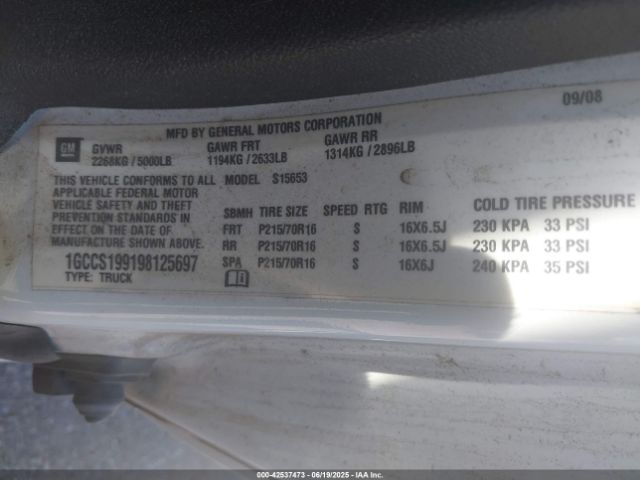 09/08
MFD BY GENERAL MOTORS CORPORATION
GM GVWR GAWR FRT GAWR RR
2268KG / 5000LB 1194KG / 2633LB 1314KG / 2896LB
THIS VEHICLE CONFORMS TO ALL MODEL S15653
APPLICABLE FEDERAL MOTOR
VEHICLE SAFETY AND THEFT
PREVENTION STANDARDS IN
EFFECT ON THE DATE OF
MANUFACTURE SHOWN ABOVE.
SBMH TIRE SIZE SPEED RTG RIM COLD TIRE PRESSURE
FRT P215/70R16 S 16X6.5J 230 KPA 33 PSI
RR P215/70R16 S 16X6.5J 230 KPA 33 PSI
SPA P215/70R16 S 16X6J 240 KPA 35 PSI
1GCCS199198125697
TYPE: TRUCK
000-42537473 - 06/19/2025 - IAA, Inc.